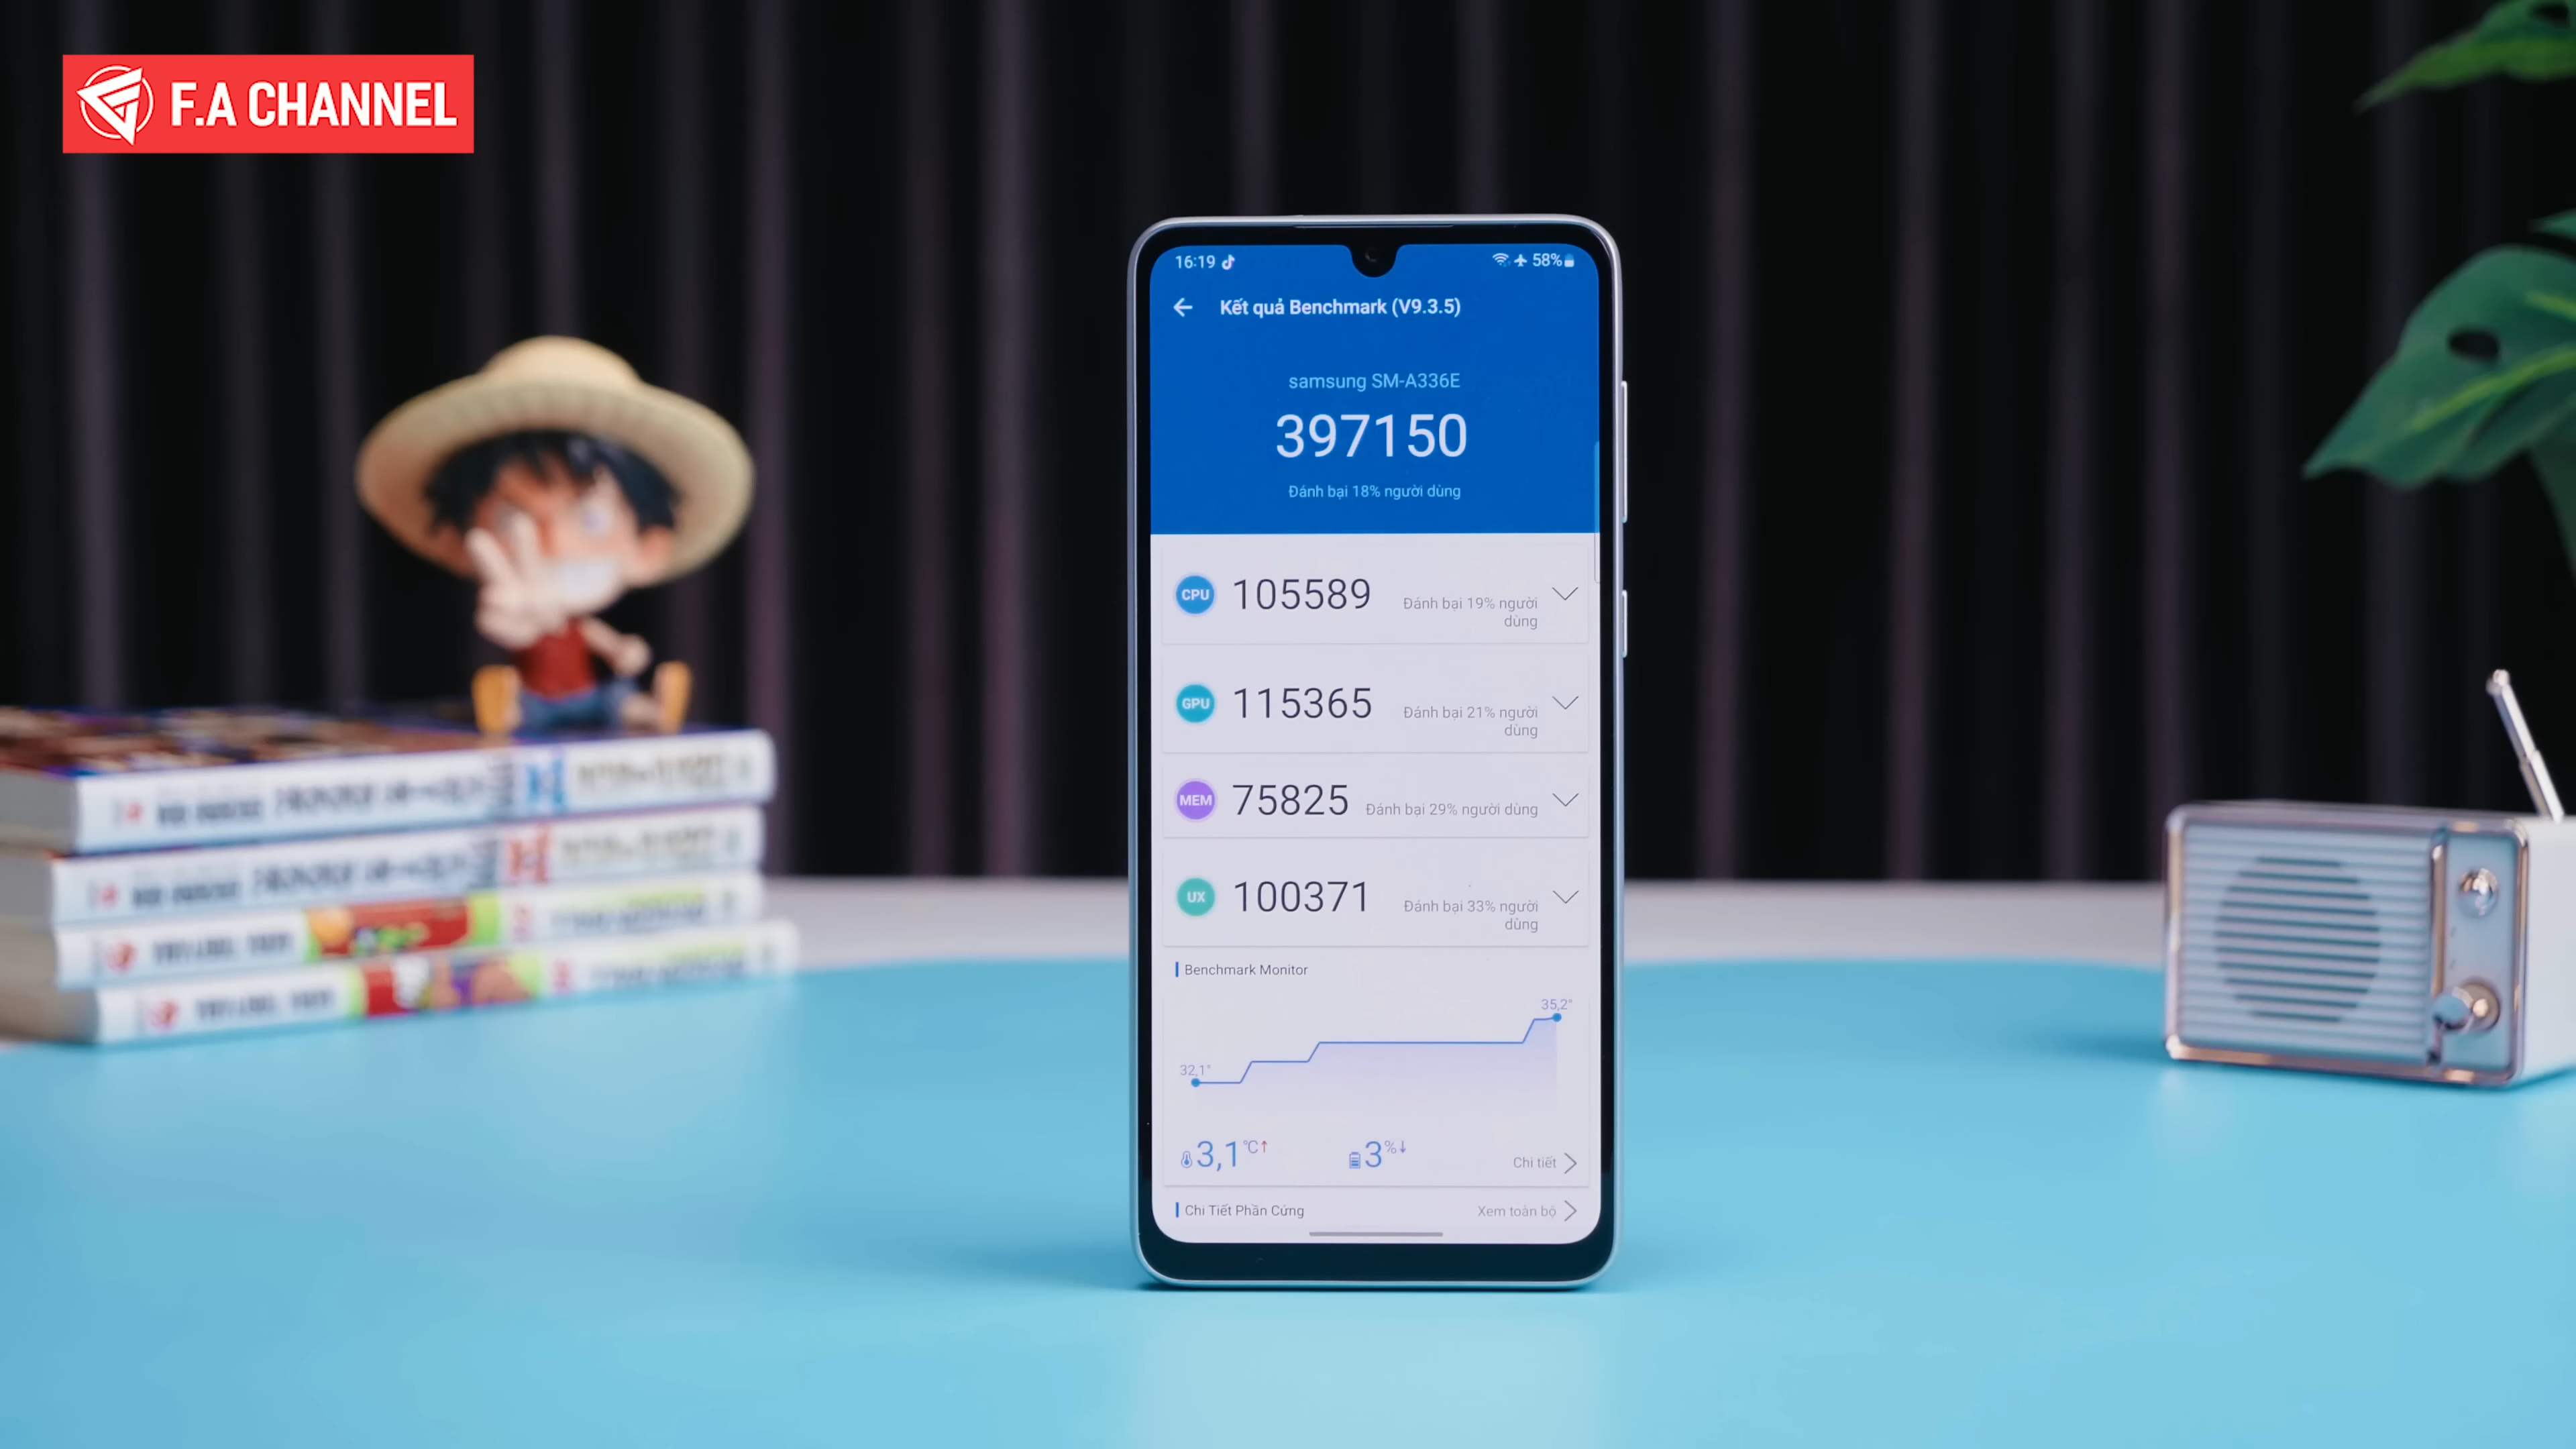 F.A CHANNEL
16:19
58%
Kết quả Benchmark (V9.3.5)
samsung SM-A336E
397150
Đánh bại 18% người dùng
CPU 105589 Đánh bại 19% người
dùng
GPU 115365 Đánh bại 21% người
dùng
MEM 75825 Đánh bại 29% người dùng
UX 100371 Đánh bại 33% người
dùng
Benchmark Monitor
35,2°
32,1°
3,1 °C↑ 3 %↓ Chi tiết
Chi Tiết Phần Cứng Xem toàn bộ